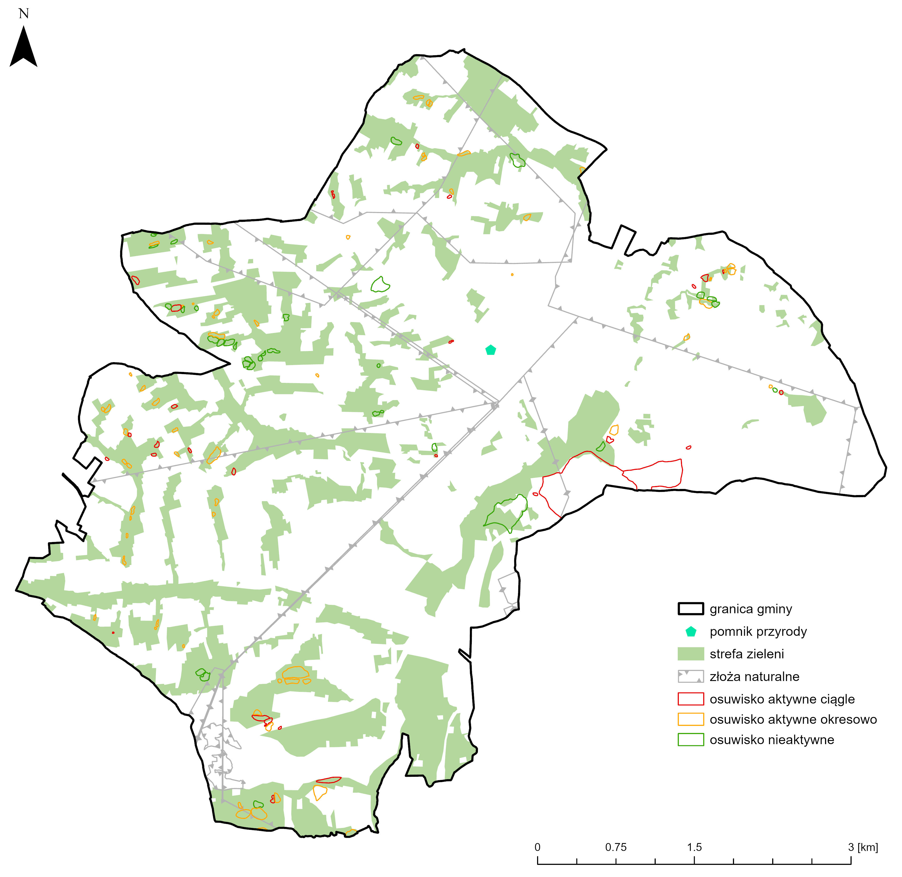 N
granica gminy
pomnik przyrody
strefa zieleni
złoża naturalne
osuwisko aktywne ciągle
osuwisko aktywne okresowo
osuwisko nieaktywne
0 0.75 1.5 3 [km]